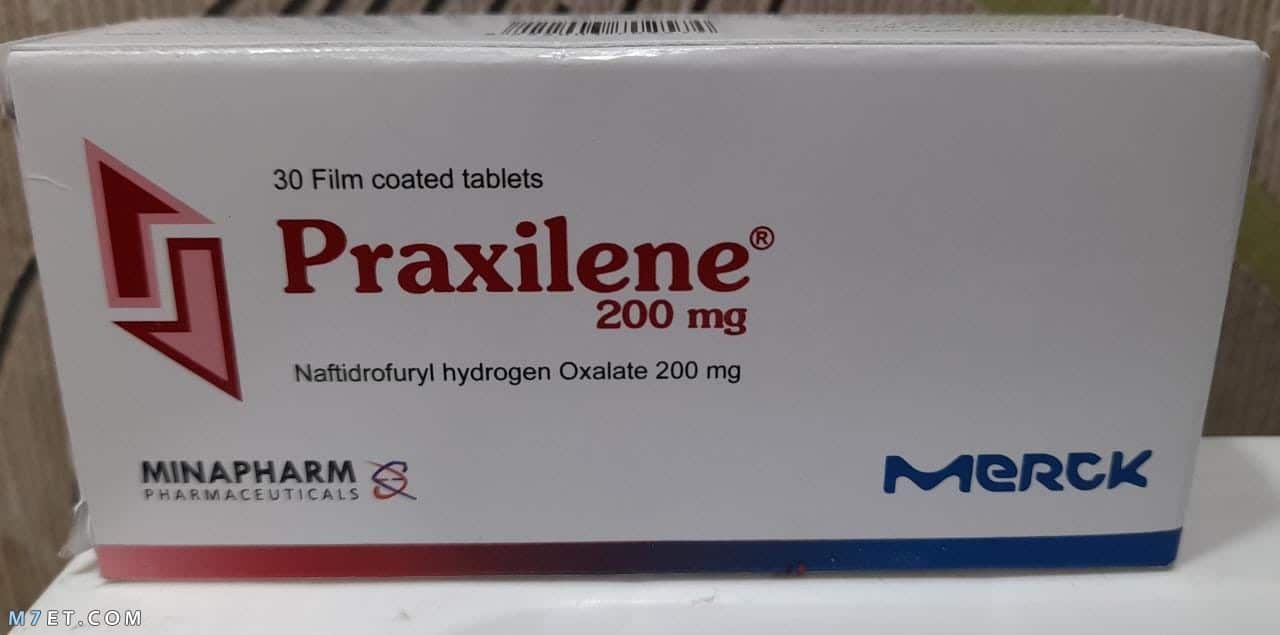 30 Film coated tablets
Praxilene®
200 mg
Naftidrofuryl hydrogen Oxalate 200 mg
MINAPHARM
PHARMACEUTICALS
MERCK
M7ET.COM